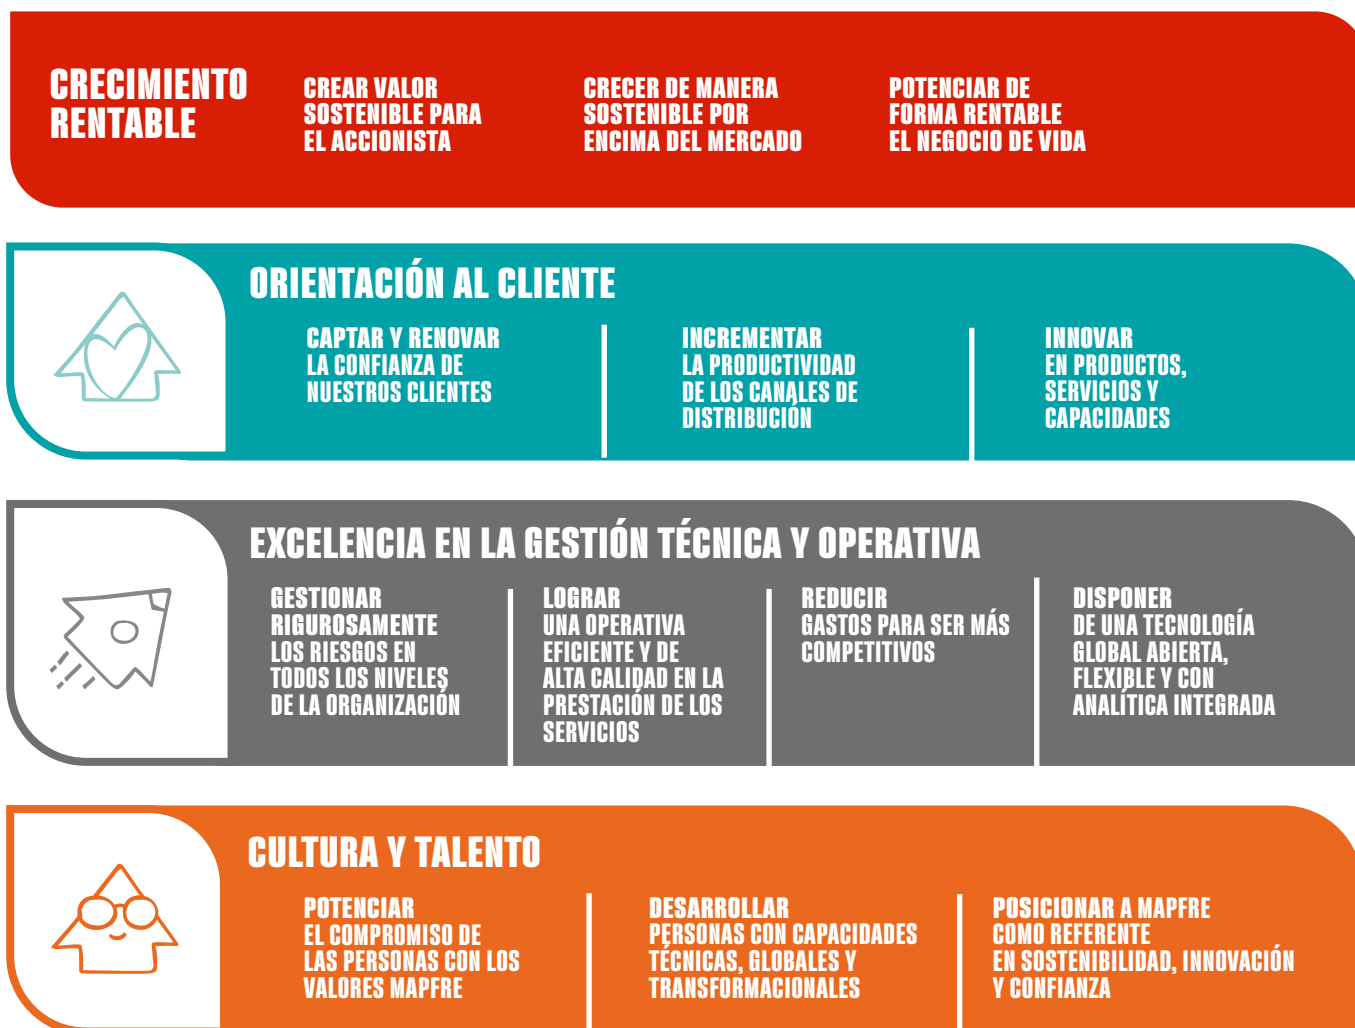 CRECIMIENTO
RENTABLE
CREAR VALOR
SOSTENIBLE PARA
EL ACCIONISTA
CRECER DE MANERA
SOSTENIBLE POR
ENCIMA DEL MERCADO
POTENCIAR DE
FORMA RENTABLE
EL NEGOCIO DE VIDA
ORIENTACIÓN AL CLIENTE
CAPTAR Y RENOVAR
LA CONFIANZA DE
NUESTROS CLIENTES
INCREMENTAR
LA PRODUCTIVIDAD
DE LOS CANALES DE
DISTRIBUCIÓN
INNOVAR
EN PRODUCTOS,
SERVICIOS Y
CAPACIDADES
EXCELENCIA EN LA GESTIÓN TÉCNICA Y OPERATIVA
GESTIONAR
RIGUROSAMENTE
LOS RIESGOS EN
TODOS LOS NIVELES
DE LA ORGANIZACIÓN
LOGRAR
UNA OPERATIVA
EFICIENTE Y DE
ALTA CALIDAD EN LA
PRESTACIÓN DE LOS
SERVICIOS
REDUCIR
GASTOS PARA SER MÁS
COMPETITIVOS
DISPONER
DE UNA TECNOLOGÍA
GLOBAL ABIERTA,
FLEXIBLE Y CON
ANALÍTICA INTEGRADA
CULTURA Y TALENTO
POTENCIAR
EL COMPROMISO DE
LAS PERSONAS CON LOS
VALORES MAPFRE
DESARROLLAR
PERSONAS CON CAPACIDADES
TÉCNICAS, GLOBALES Y
TRANSFORMACIONALES
POSICIONAR A MAPFRE
COMO REFERENTE
EN SOSTENIBILIDAD, INNOVACIÓN
Y CONFIANZA